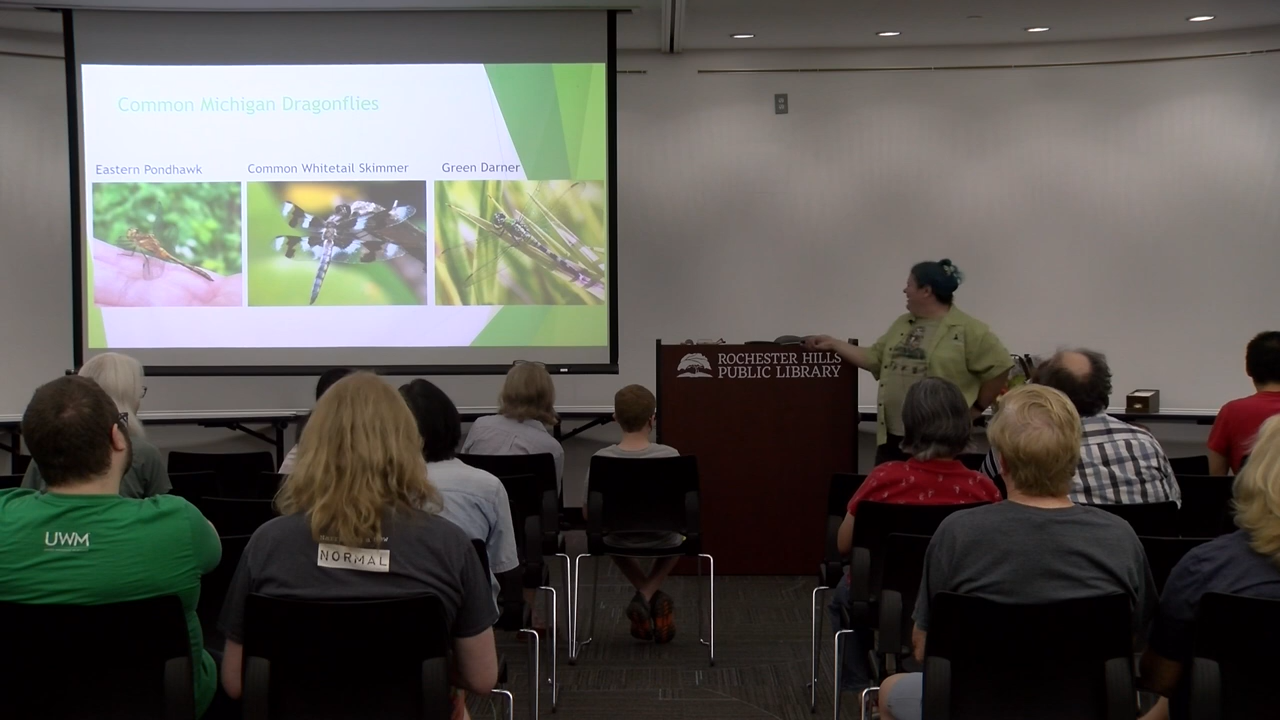 Common Michigan Dragonflies
Eastern Pondhawk
Common Whitetail Skimmer
Green Darner
ROCHESTER HILLS
PUBLIC LIBRARY
UWM
NORMAL